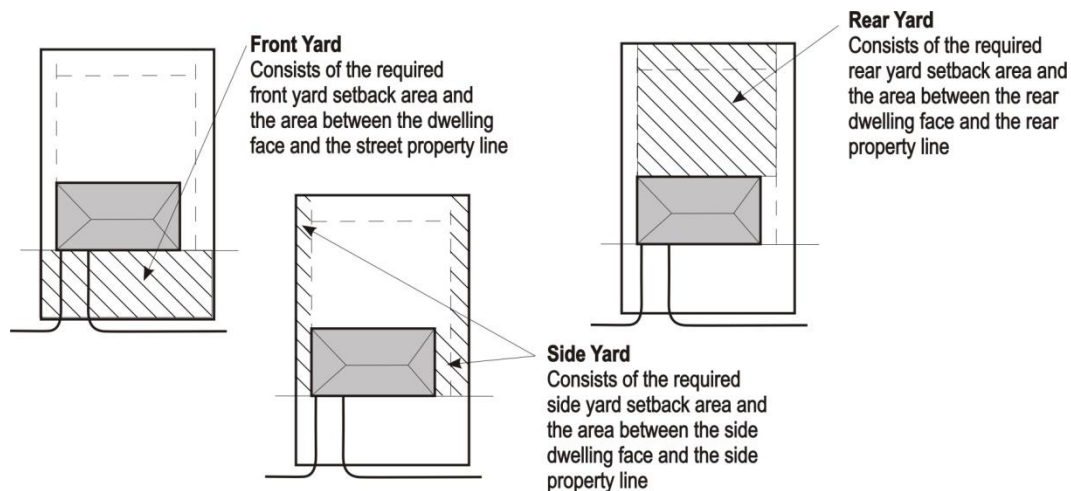 Front Yard
Consists of the required
front yard setback area and
the area between the dwelling
face and the street property line
Side Yard
Consists of the required
side yard setback area and
the area between the side
dwelling face and the side
property line
Rear Yard
Consists of the required
rear yard setback area and
the area between the rear
dwelling face and the rear
property line